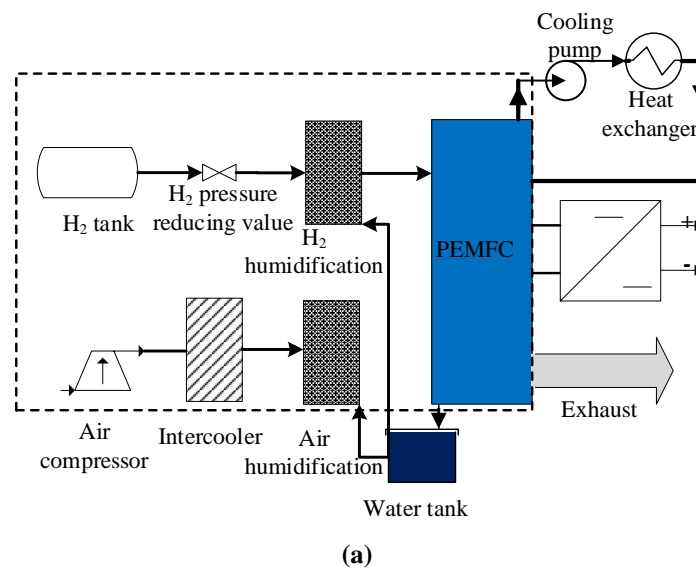 Cooling
pump
Heat
exchanger
H₂ tank
H₂ pressure
reducing value
H₂
humidification
PEMFC
+
-
Air
compressor
Intercooler
Air
humidification
Exhaust
Water tank
(a)